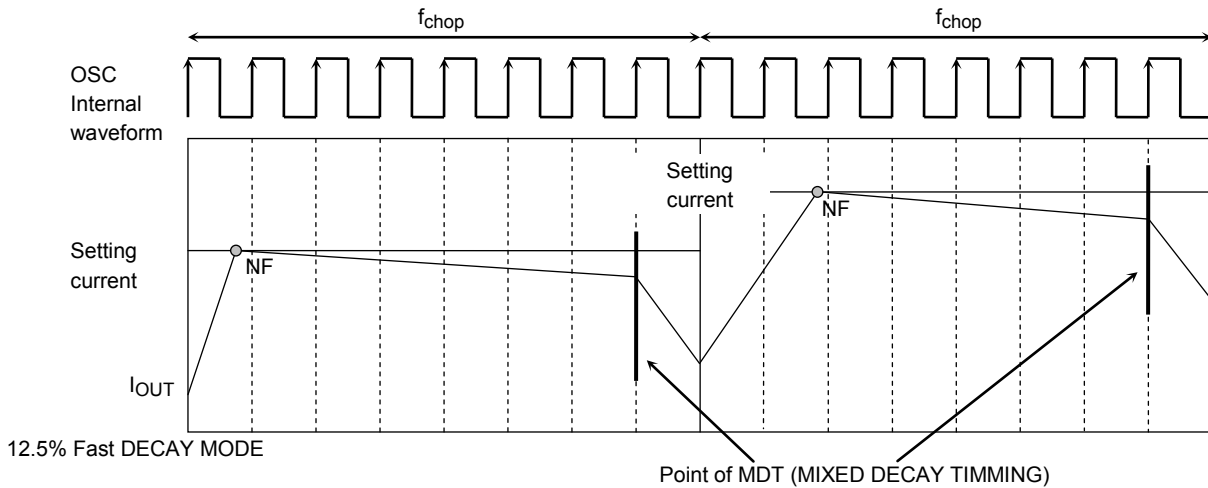 fchop
fchop
OSC
Internal
waveform
Setting
current
NF
Setting
current
NF
IOUT
12.5% Fast DECAY MODE
Point of MDT (MIXED DECAY TIMMING)